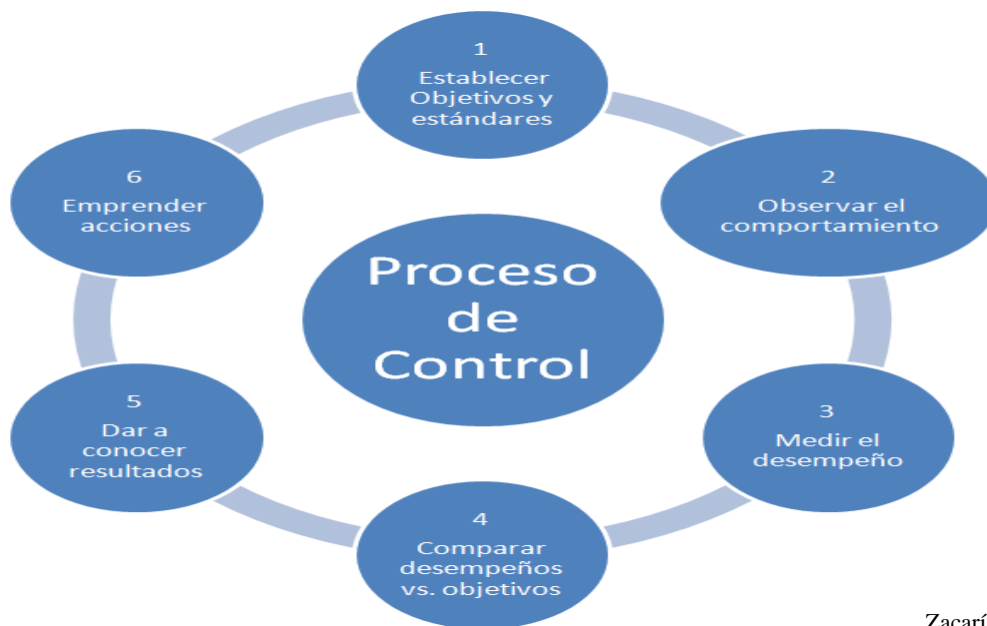 Proceso
de
Control
1
Establecer
Objetivos y
estándares
2
Observar el
comportamiento
3
Medir el
desempeño
4
Comparar
desempeños
vs. objetivos
5
Dar a
conocer
resultados
6
Emprender
acciones